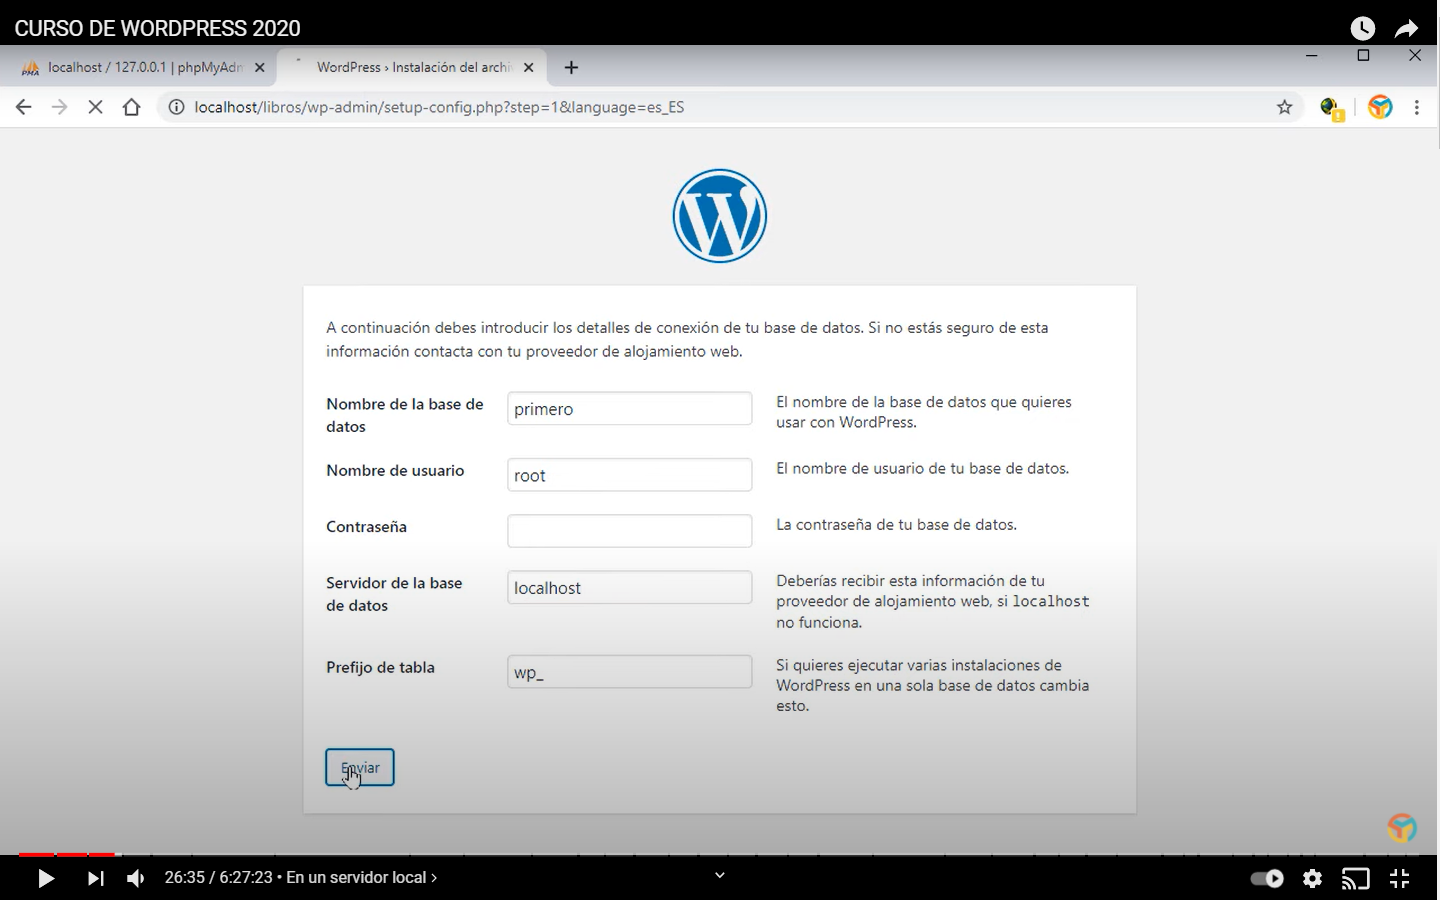 CURSO DE WORDPRESS 2020
localhost / 127.0.0.1 | phpMyAdm
WordPress › Instalación del archi
localhost/libros/wp-admin/setup-config.php?step=1&language=es_ES
A continuación debes introducir los detalles de conexión de tu base de datos. Si no estás seguro de esta
información contacta con tu proveedor de alojamiento web.
Nombre de la base de
datos
primero
El nombre de la base de datos que quieres
usar con WordPress.
Nombre de usuario
root
El nombre de usuario de tu base de datos.
Contraseña
La contraseña de tu base de datos.
Servidor de la base
de datos
localhost
Deberías recibir esta información de tu
proveedor de alojamiento web, si localhost
no funciona.
Prefijo de tabla
wp_
Si quieres ejecutar varias instalaciones de
WordPress en una sola base de datos cambia
esto.
Enviar
26:35 / 6:27:23 • En un servidor local ›